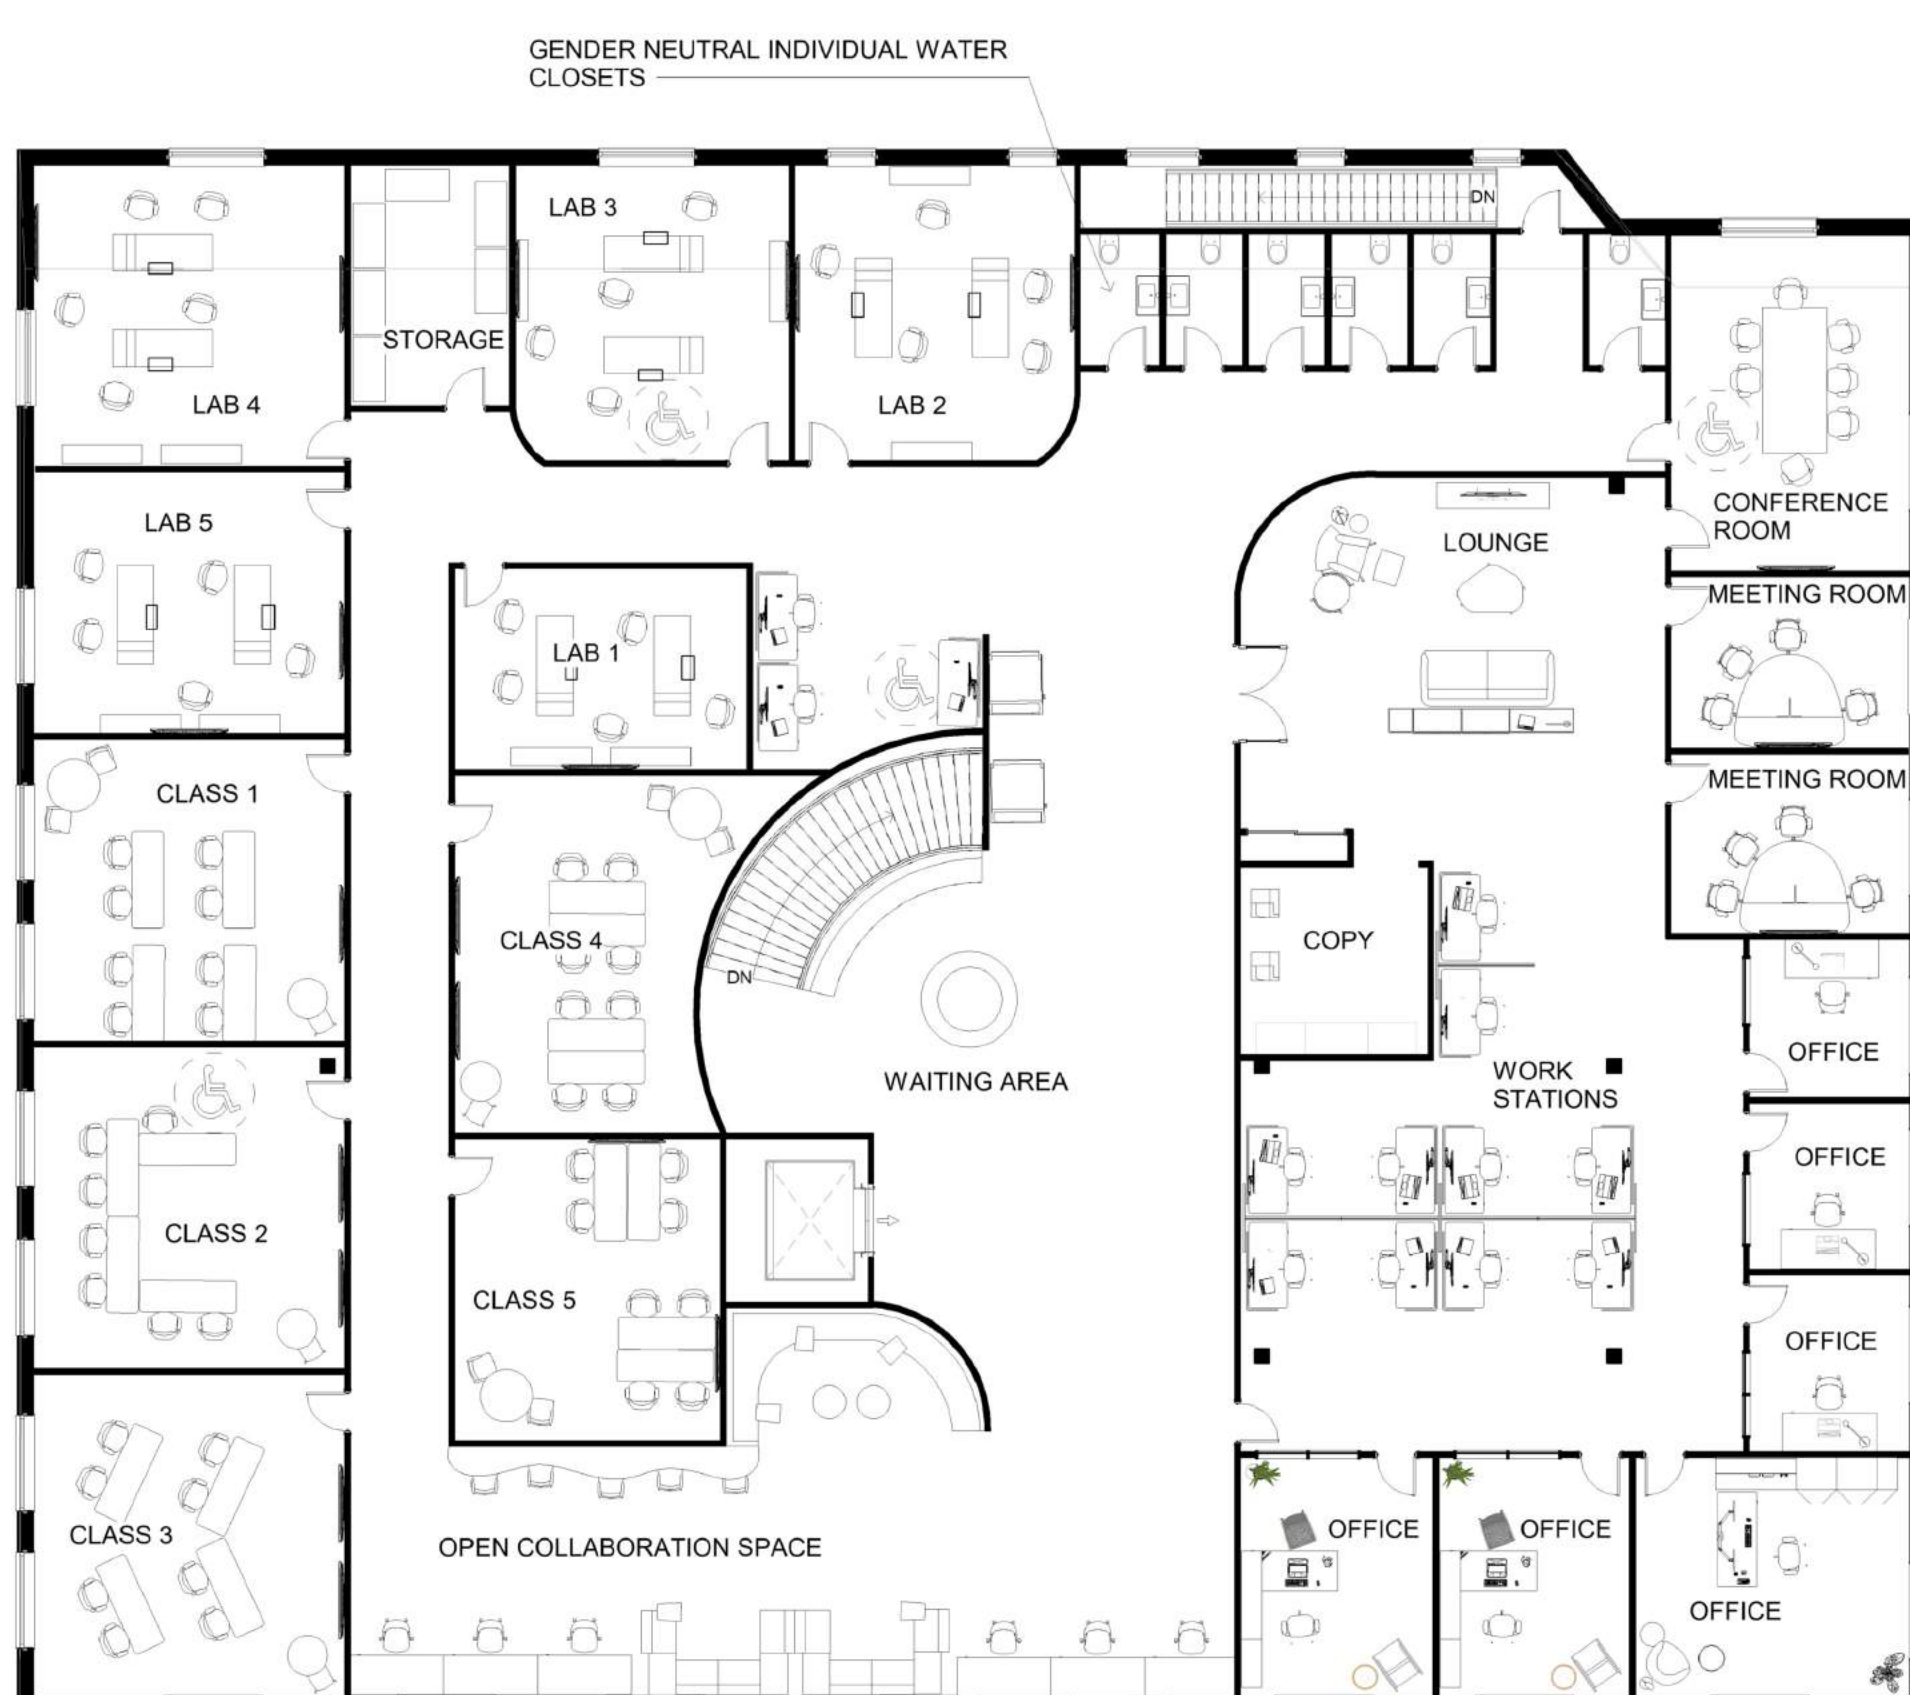 GENDER NEUTRAL INDIVIDUAL WATER
CLOSETS
DN
LAB 3
STORAGE
LAB 4
LAB 2
CONFERENCE
ROOM
LAB 5
LOUNGE
MEETING ROOM
LAB 1
MEETING ROOM
CLASS 1
CLASS 4
COPY
DN
OFFICE
WAITING AREA
WORK
STATIONS
OFFICE
CLASS 2
CLASS 5
OFFICE
CLASS 3
OPEN COLLABORATION SPACE
OFFICE
OFFICE
OFFICE